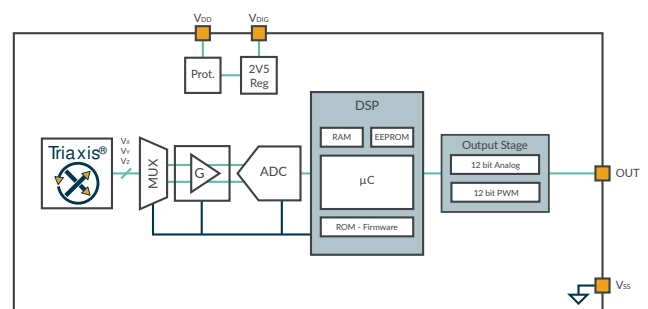 VDD
VDIG
Prot.
2V5
Reg
DSP
RAM
EEPROM
Output Stage
12 bit Analog
12 bit PWM
Triaxis®
VX
VY
VZ
MUX
G
ADC
µC
ROM - Firmware
OUT
VSS